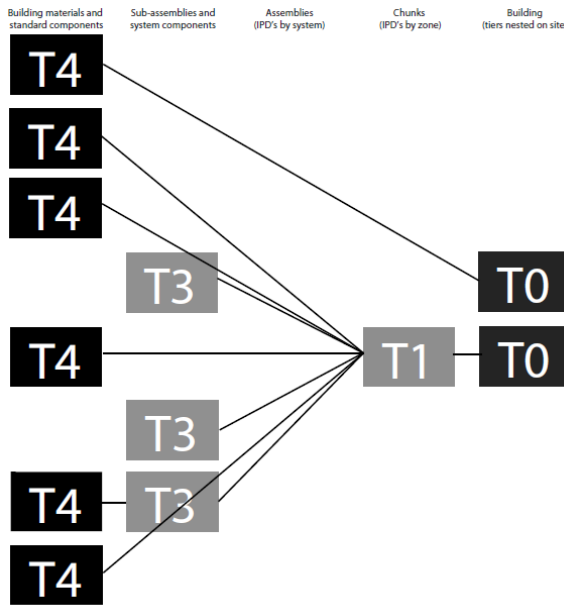 Building materials and
standard components
Sub-assemblies and
system components
Assemblies
(IPD's by system)
Chunks
(IPD's by zone)
Building
(tiers nested on site
T4
T4
T4
T3
T0
T4
T1
T0
T3
T4
T3
T4